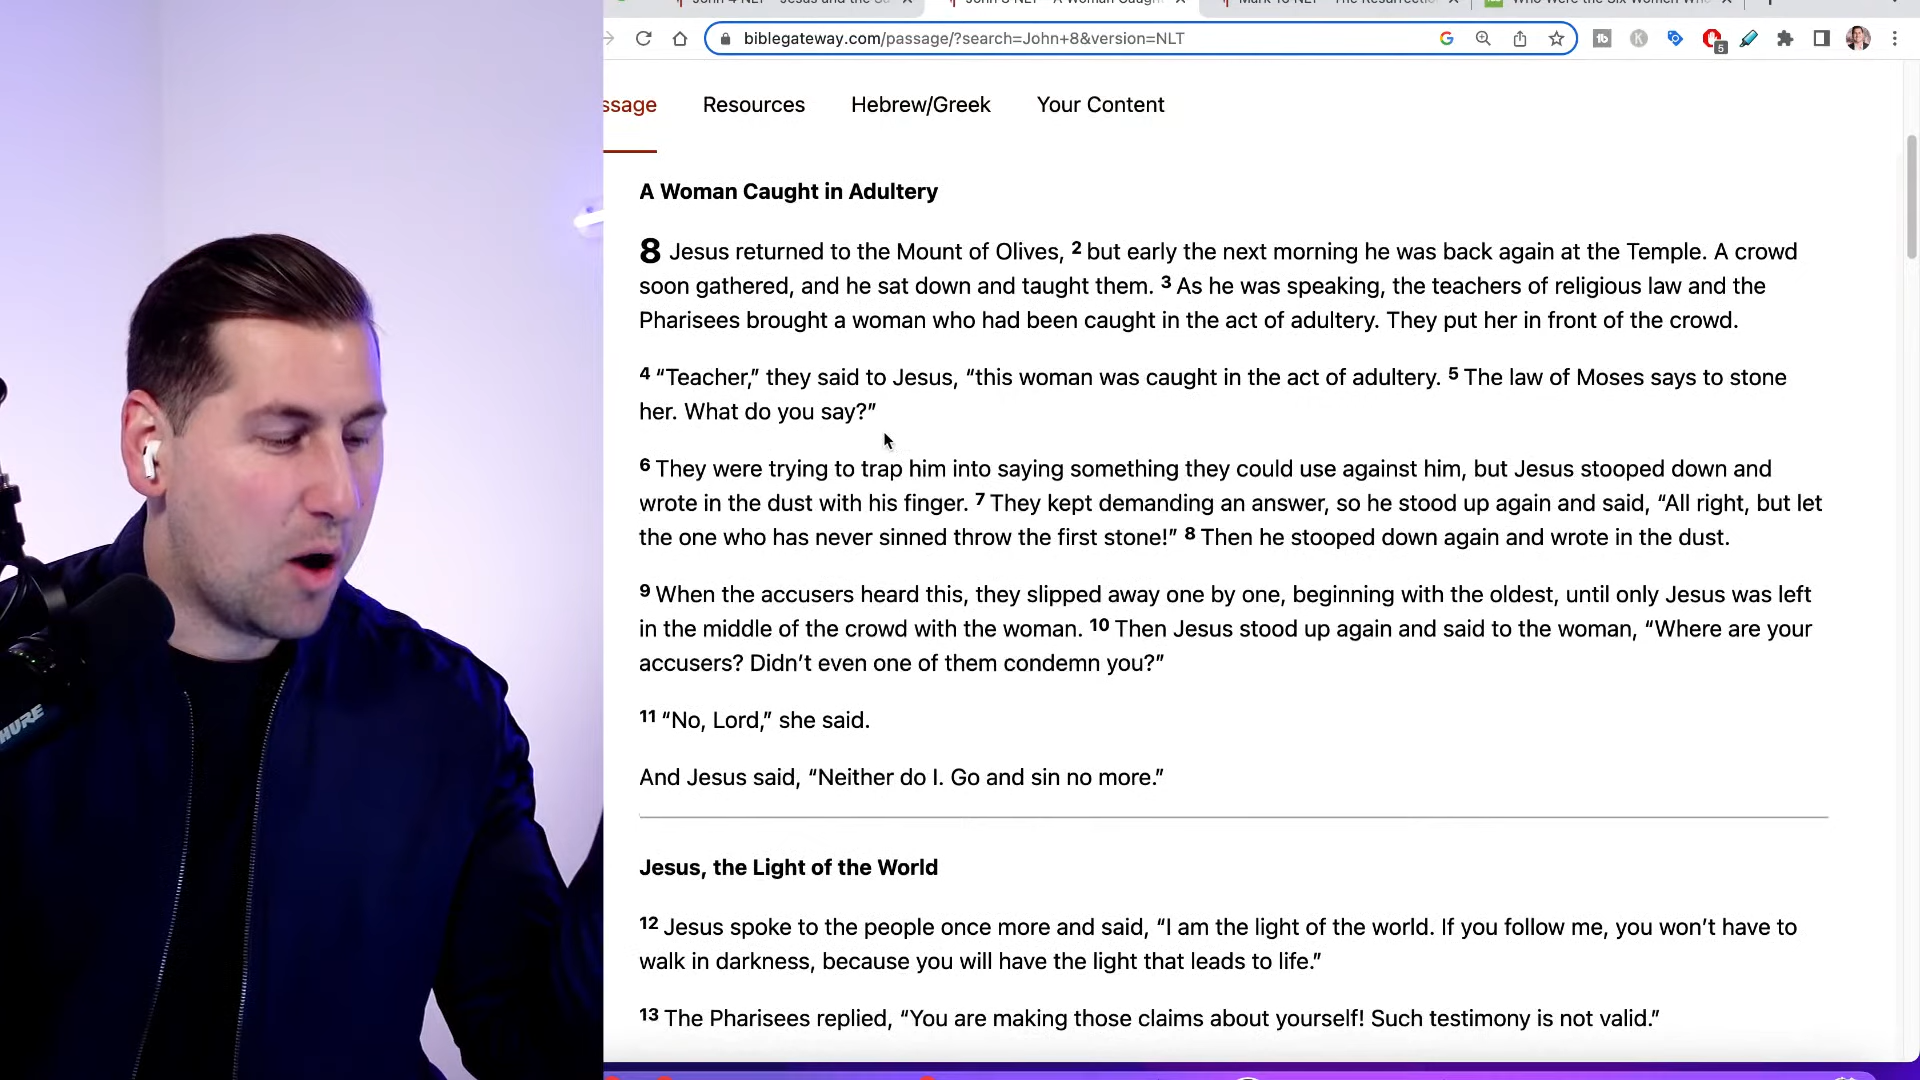 biblegateway.com/passage/?search=John+8&version=NLT
5
ssage Resources Hebrew/Greek Your Content
A Woman Caught in Adultery
8 Jesus returned to the Mount of Olives, 2 but early the next morning he was back again at the Temple. A crowd
soon gathered, and he sat down and taught them. 3 As he was speaking, the teachers of religious law and the
Pharisees brought a woman who had been caught in the act of adultery. They put her in front of the crowd.
4 “Teacher,” they said to Jesus, “this woman was caught in the act of adultery. 5 The law of Moses says to stone
her. What do you say?”
6 They were trying to trap him into saying something they could use against him, but Jesus stooped down and
wrote in the dust with his finger. 7 They kept demanding an answer, so he stood up again and said, “All right, but let
the one who has never sinned throw the first stone!” 8 Then he stooped down again and wrote in the dust.
9 When the accusers heard this, they slipped away one by one, beginning with the oldest, until only Jesus was left
in the middle of the crowd with the woman. 10 Then Jesus stood up again and said to the woman, “Where are your
accusers? Didn’t even one of them condemn you?”
11 “No, Lord,” she said.
And Jesus said, “Neither do I. Go and sin no more.”
Jesus, the Light of the World
12 Jesus spoke to the people once more and said, “I am the light of the world. If you follow me, you won’t have to
walk in darkness, because you will have the light that leads to life.”
13 The Pharisees replied, “You are making those claims about yourself! Such testimony is not valid.”
SHURE